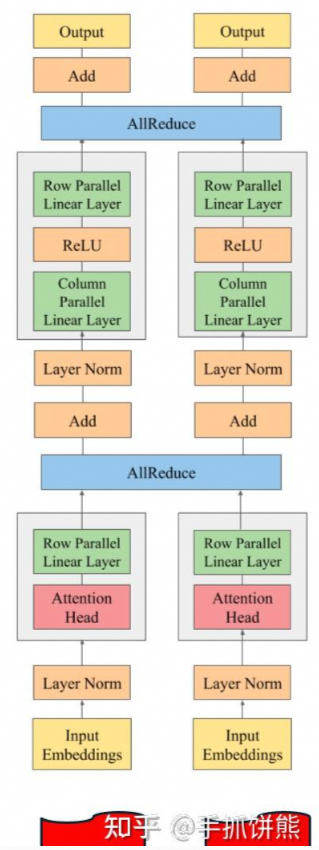 Output
Output
Add
Add
AllReduce
Row Parallel
Linear Layer
ReLU
Column
Parallel
Linear Layer
Row Parallel
Linear Layer
ReLU
Column
Parallel
Linear Layer
Layer Norm
Layer Norm
Add
Add
AllReduce
Row Parallel
Linear Layer
Attention
Head
Row Parallel
Linear Layer
Attention
Head
Layer Norm
Layer Norm
Input
Embeddings
Input
Embeddings
知乎 @手抓饼熊